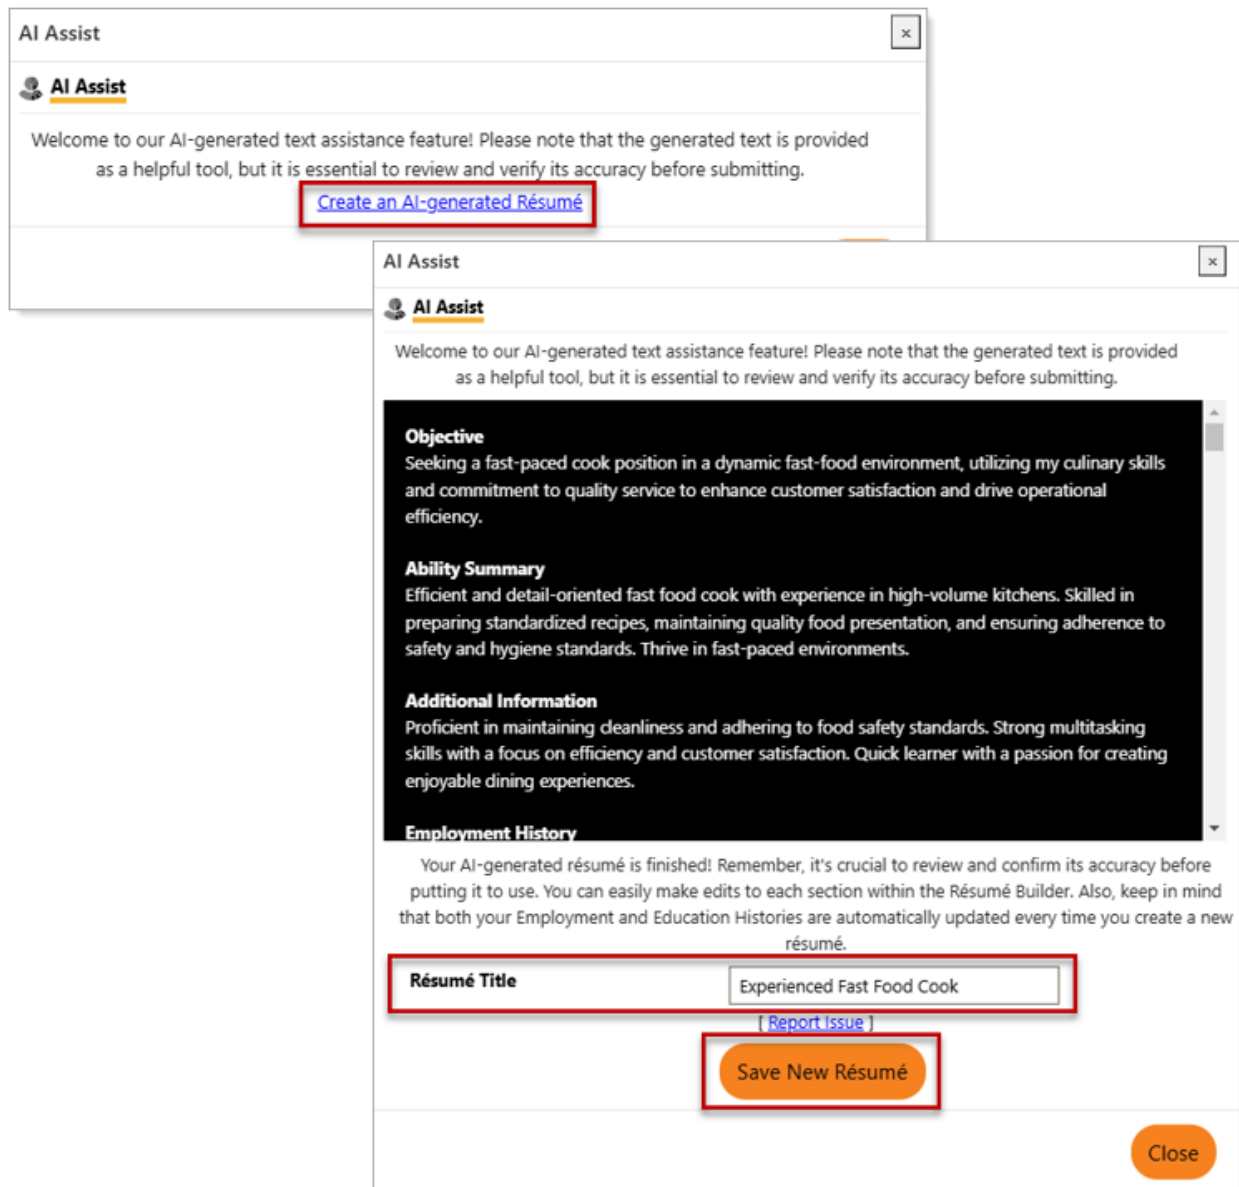 AI Assist
×
AI Assist
Welcome to our AI-generated text assistance feature! Please note that the generated text is provided
as a helpful tool, but it is essential to review and verify its accuracy before submitting.
Create an AI-generated Résumé
AI Assist
×
AI Assist
Welcome to our AI-generated text assistance feature! Please note that the generated text is provided
as a helpful tool, but it is essential to review and verify its accuracy before submitting.
Objective
Seeking a fast-paced cook position in a dynamic fast-food environment, utilizing my culinary skills
and commitment to quality service to enhance customer satisfaction and drive operational
efficiency.
Ability Summary
Efficient and detail-oriented fast food cook with experience in high-volume kitchens. Skilled in
preparing standardized recipes, maintaining quality food presentation, and ensuring adherence to
safety and hygiene standards. Thrive in fast-paced environments.
Additional Information
Proficient in maintaining cleanliness and adhering to food safety standards. Strong multitasking
skills with a focus on efficiency and customer satisfaction. Quick learner with a passion for creating
enjoyable dining experiences.
Employment History
Your AI-generated résumé is finished! Remember, it's crucial to review and confirm its accuracy before
putting it to use. You can easily make edits to each section within the Résumé Builder. Also, keep in mind
that both your Employment and Education Histories are automatically updated every time you create a new
résumé.
Résumé Title
Experienced Fast Food Cook
[ Report Issue ]
Save New Résumé
Close